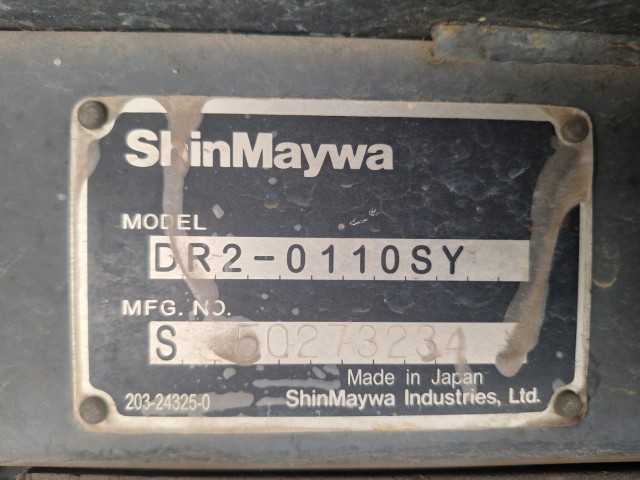 ShinMaywa
MODEL
DR2-0110SY
MFG. NO.
S 50273234
Made in Japan
203-24325-0 ShinMaywa Industries, Ltd.